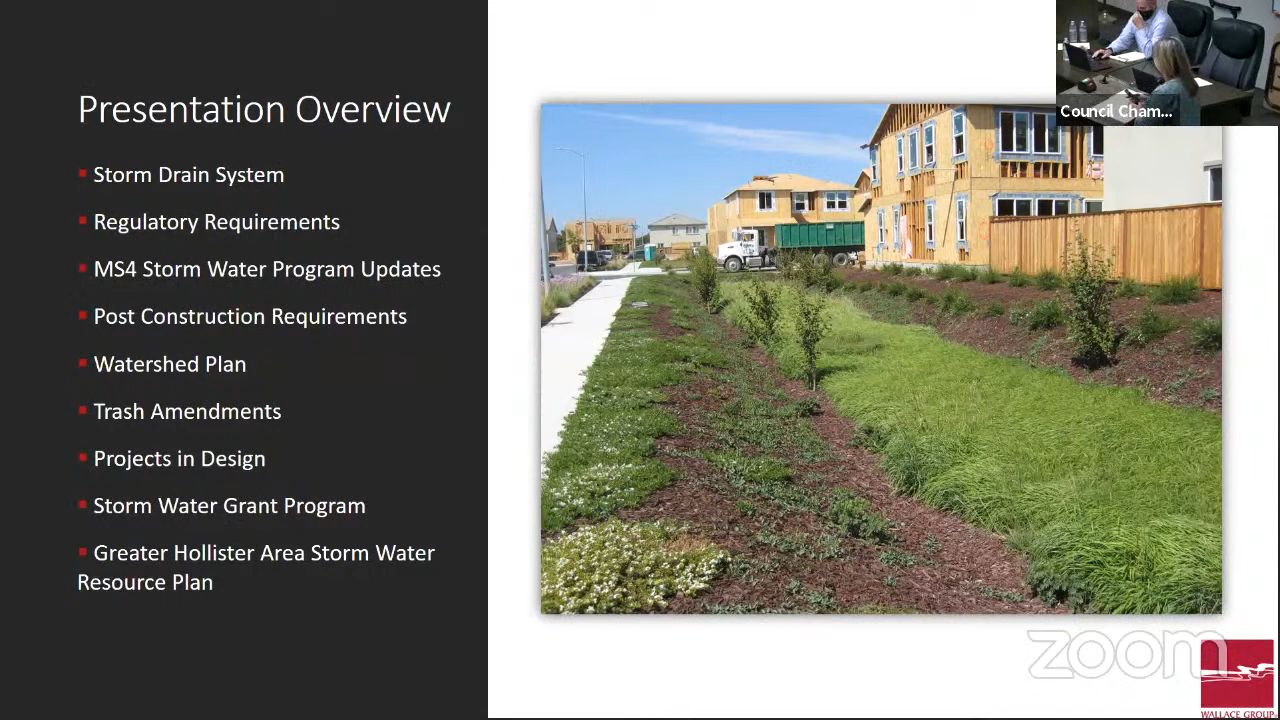 Presentation Overview
Storm Drain System
Regulatory Requirements
MS4 Storm Water Program Updates
Post Construction Requirements
Watershed Plan
Trash Amendments
Projects in Design
Storm Water Grant Program
Greater Hollister Area Storm Water
Resource Plan
Council Cham...
zoom
WALLACE GROUP